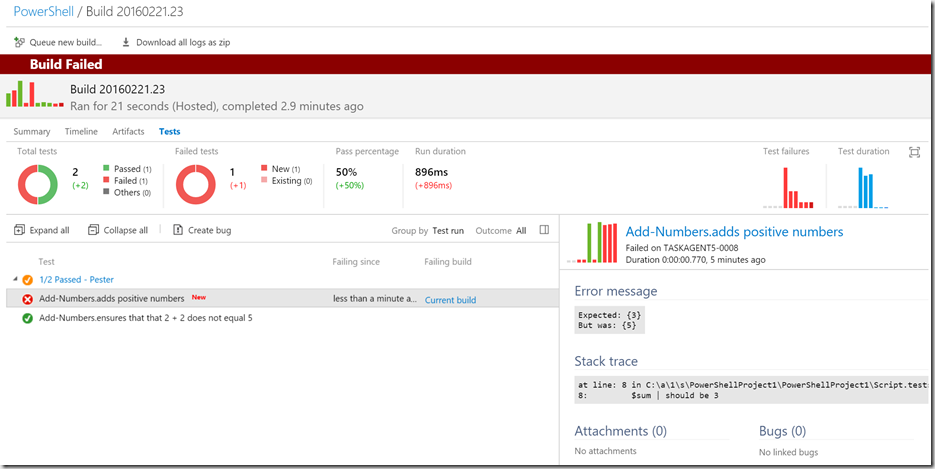 PowerShell / Build 20160221.23
Queue new build... Download all logs as zip
Build Failed
Build 20160221.23
Ran for 21 seconds (Hosted), completed 2.9 minutes ago
Summary Timeline Artifacts Tests
Total tests
2
(+2)
Passed (1)
Failed (1)
Others (0)
Failed tests
1
(+1)
New (1)
Existing (0)
Pass percentage
50%
(+50%)
Run duration
896ms
(+896ms)
Test failures
Test duration
Expand all Collapse all Create bug Group by Test run Outcome All
Test Failing since Failing build
1/2 Passed - Pester
Add-Numbers.adds positive numbers New less than a minute a... Current build
Add-Numbers.ensures that that 2 + 2 does not equal 5
Add-Numbers.adds positive numbers
Failed on TASKAGENT5-0008
Duration 0:00:00.770, 5 minutes ago
Error message
Expected: {3}
But was: {5}
Stack trace
at line: 8 in C:\a\1\s\PowerShellProject1\PowerShellProject1\Script.test
8: $sum | should be 3
Attachments (0)
No attachments
Bugs (0)
No linked bugs